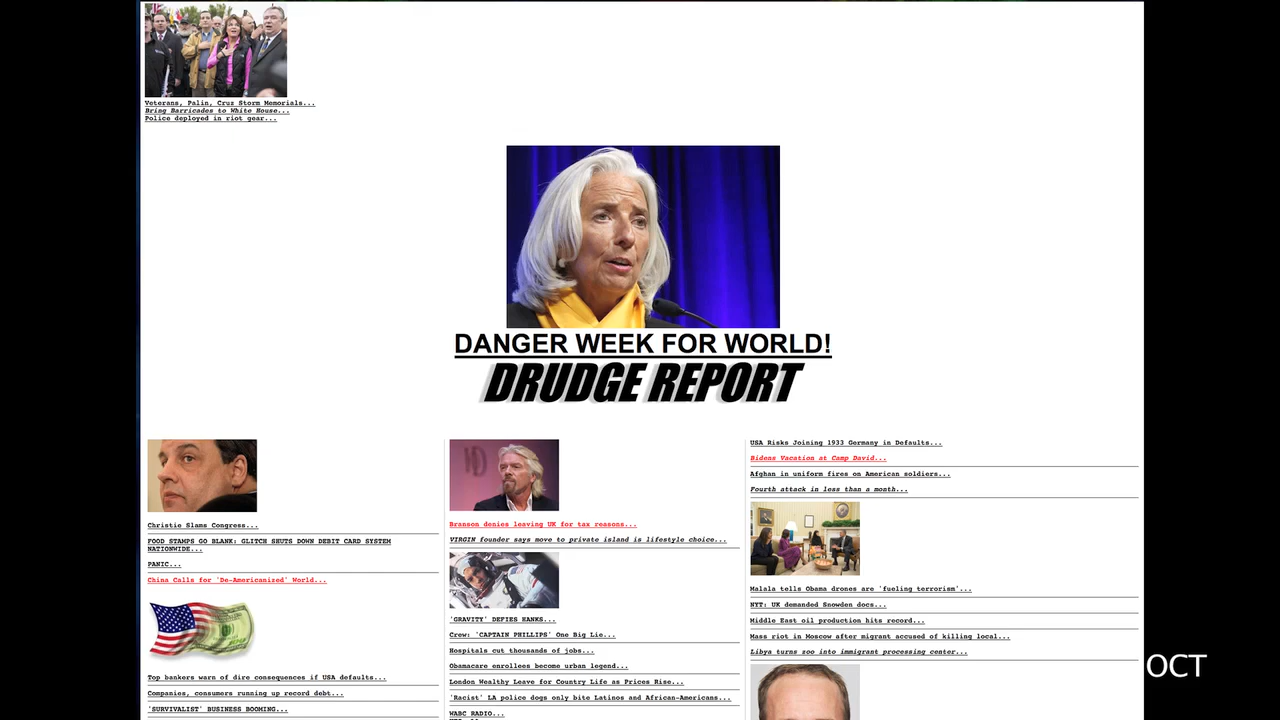 Veterans, Palin, Cruz Storm Memorials...
Bring Barricades to White House...
Police deployed in riot gear...
DANGER WEEK FOR WORLD!
DRUDGE REPORT
Christie Slams Congress...
FOOD STAMPS GO BLANK: GLITCH SHUTS DOWN DEBIT CARD SYSTEM
NATIONWIDE...
PANIC...
China Calls for 'De-Americanized' World...
Top bankers warn of dire consequences if USA defaults...
Companies, consumers running up record debt...
'SURVIVALIST' BUSINESS BOOMING...
Branson denies leaving UK for tax reasons...
VIRGIN founder says move to private island is lifestyle choice...
'GRAVITY' DEFIES HANKS...
Crew: 'CAPTAIN PHILLIPS' One Big Lie...
Hospitals cut thousands of jobs...
Obamacare enrollees become urban legend...
London Wealthy Leave for Country Life as Prices Rise...
'Racist' LA police dogs only bite Latinos and African-Americans...
WABC RADIO...
USA Risks Joining 1933 Germany in Defaults...
Bidens Vacation at Camp David...
Afghan in uniform fires on American soldiers...
Fourth attack in less than a month...
Malala tells Obama drones are 'fueling terrorism'...
NYT: UK demanded Snowden docs...
Middle East oil production hits record...
Mass riot in Moscow after migrant accused of killing local...
Libya turns zoo into immigrant processing center...
OCT